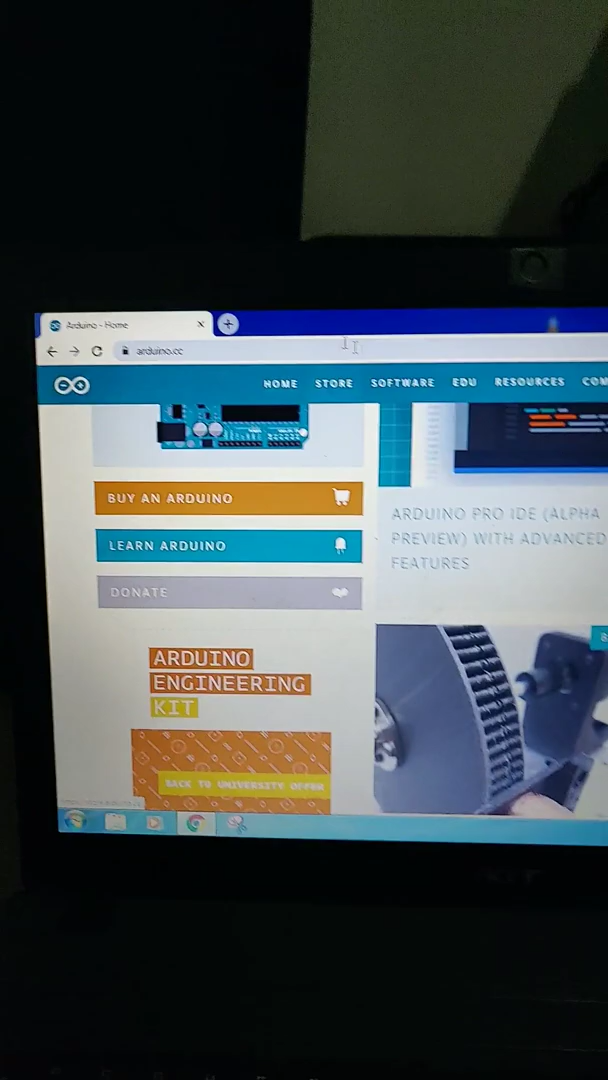 Arduino - Home
arduino.cc
HOME STORE SOFTWARE EDU RESOURCES COM
BUY AN ARDUINO
LEARN ARDUINO
DONATE
ARDUINO PRO IDE (ALPHA
PREVIEW) WITH ADVANCED
FEATURES
ARDUINO
ENGINEERING
KIT
BACK TO UNIVERSITY OFFER